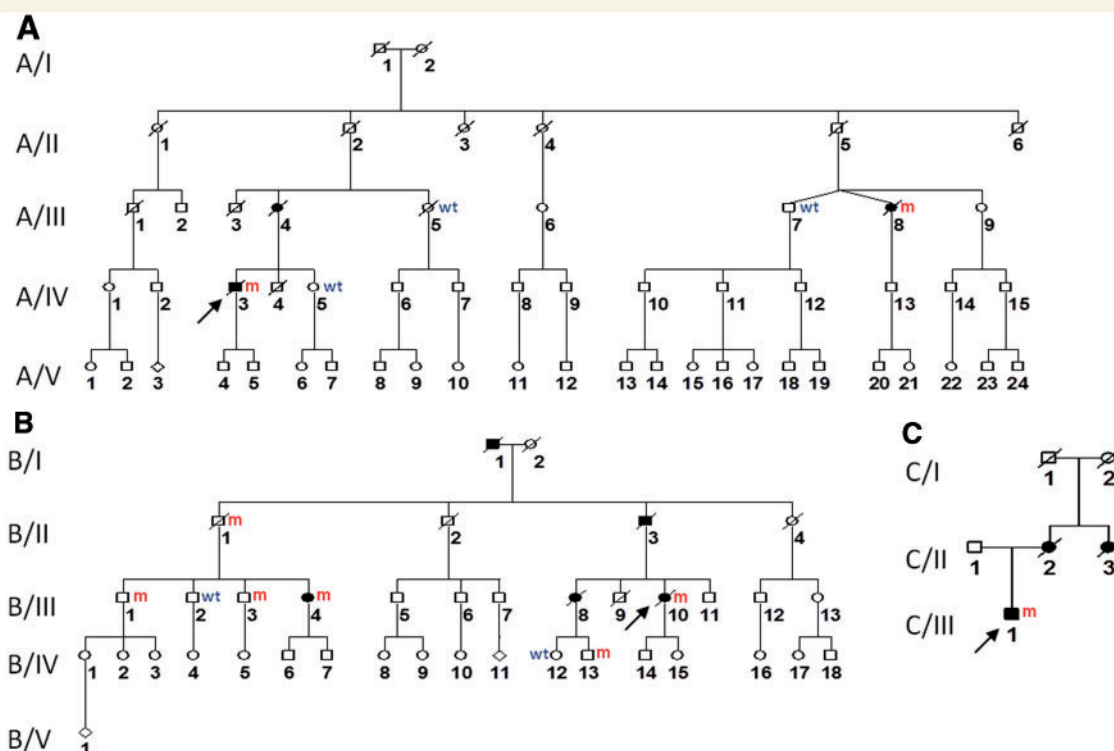 A
A/I
1 2
A/II
1 2 3 4 5 6
A/III
1 2 3 4 5 wt 6 7 wt 8 m 9
A/IV
1 2 3 m 4 5 wt 6 7 8 9 10 11 12 13 14 15
A/V
1 2 3 4 5 6 7 8 9 10 11 12 13 14 15 16 17 18 19 20 21 22 23 24
B
B/I
1 2
B/II
1 m 2 3 4
B/III
1 m 2 wt 3 m 4 m 5 6 7 8 9 10 m 11 12 13
B/IV
1 2 3 4 5 6 7 8 9 10 11 wt 12 13 m 14 15 16 17 18
B/V
1
C
C/I
1 2
C/II
1 2 3
C/III
1 m